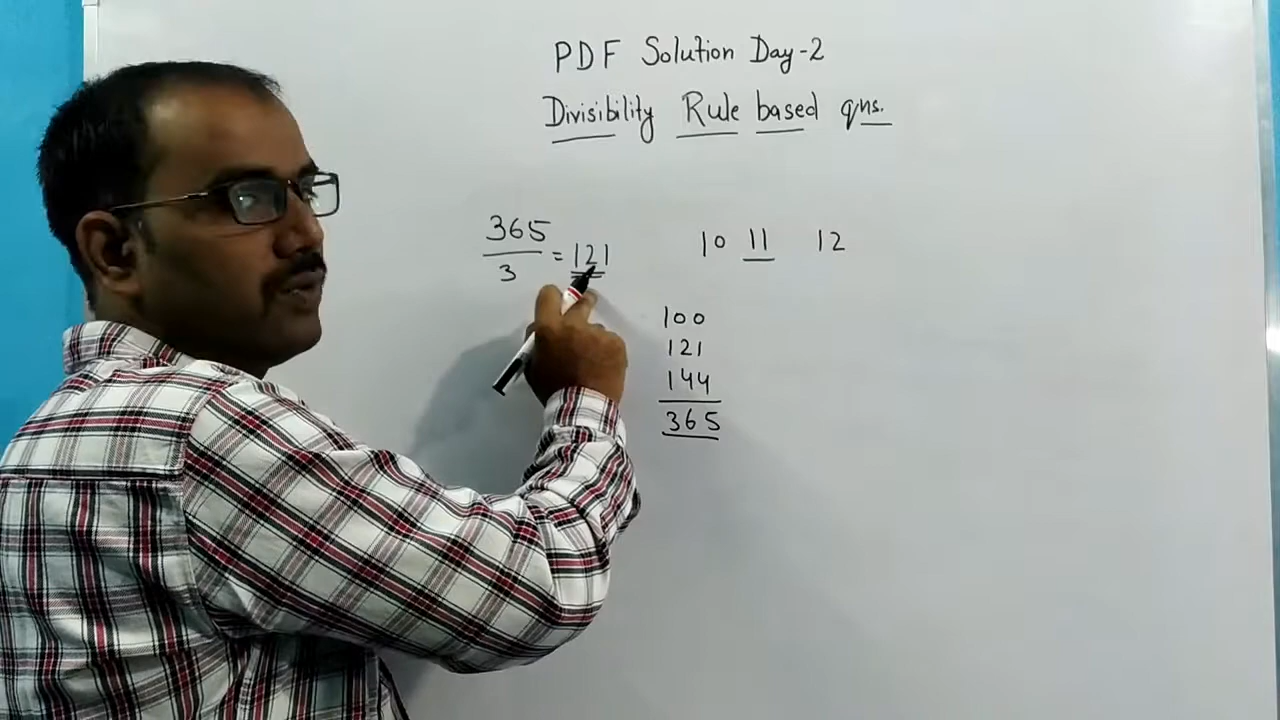 PDF Solution Day-2
Divisibility Rule based qns.
365
3
= 121
10 11 12
100
121
144
365